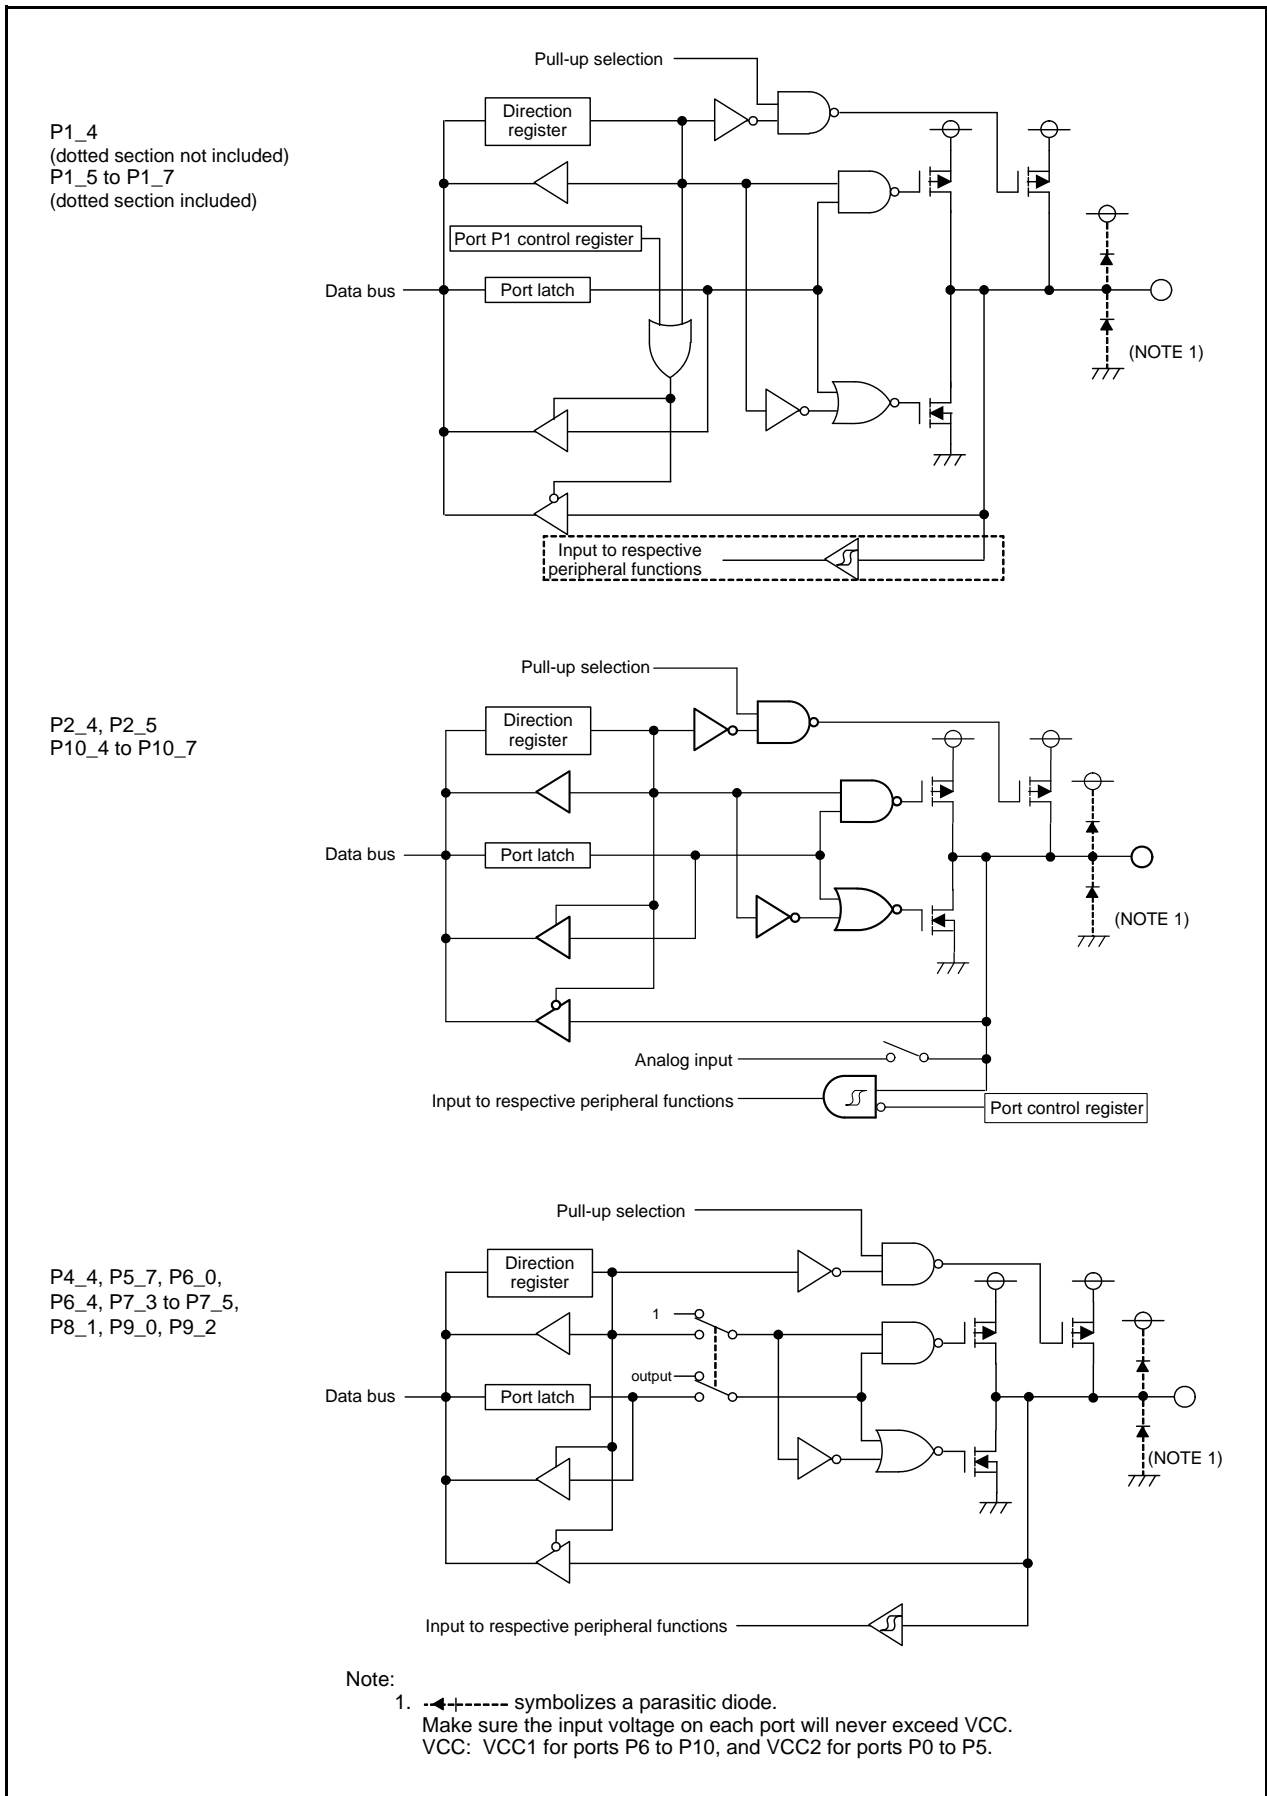 Pull-up selection
Direction
register
P1_4
(dotted section not included)
P1_5 to P1_7
(dotted section included)
Port P1 control register
Data bus
Port latch
(NOTE 1)
Input to respective
peripheral functions
Pull-up selection
Direction
register
P2_4, P2_5
P10_4 to P10_7
Data bus
Port latch
(NOTE 1)
Analog input
Input to respective peripheral functions
Port control register
Pull-up selection
Direction
register
P4_4, P5_7, P6_0,
P6_4, P7_3 to P7_5,
P8_1, P9_0, P9_2
1
output
Data bus
Port latch
(NOTE 1)
Input to respective peripheral functions
Note:
1. symbolizes a parasitic diode.
Make sure the input voltage on each port will never exceed VCC.
VCC: VCC1 for ports P6 to P10, and VCC2 for ports P0 to P5.